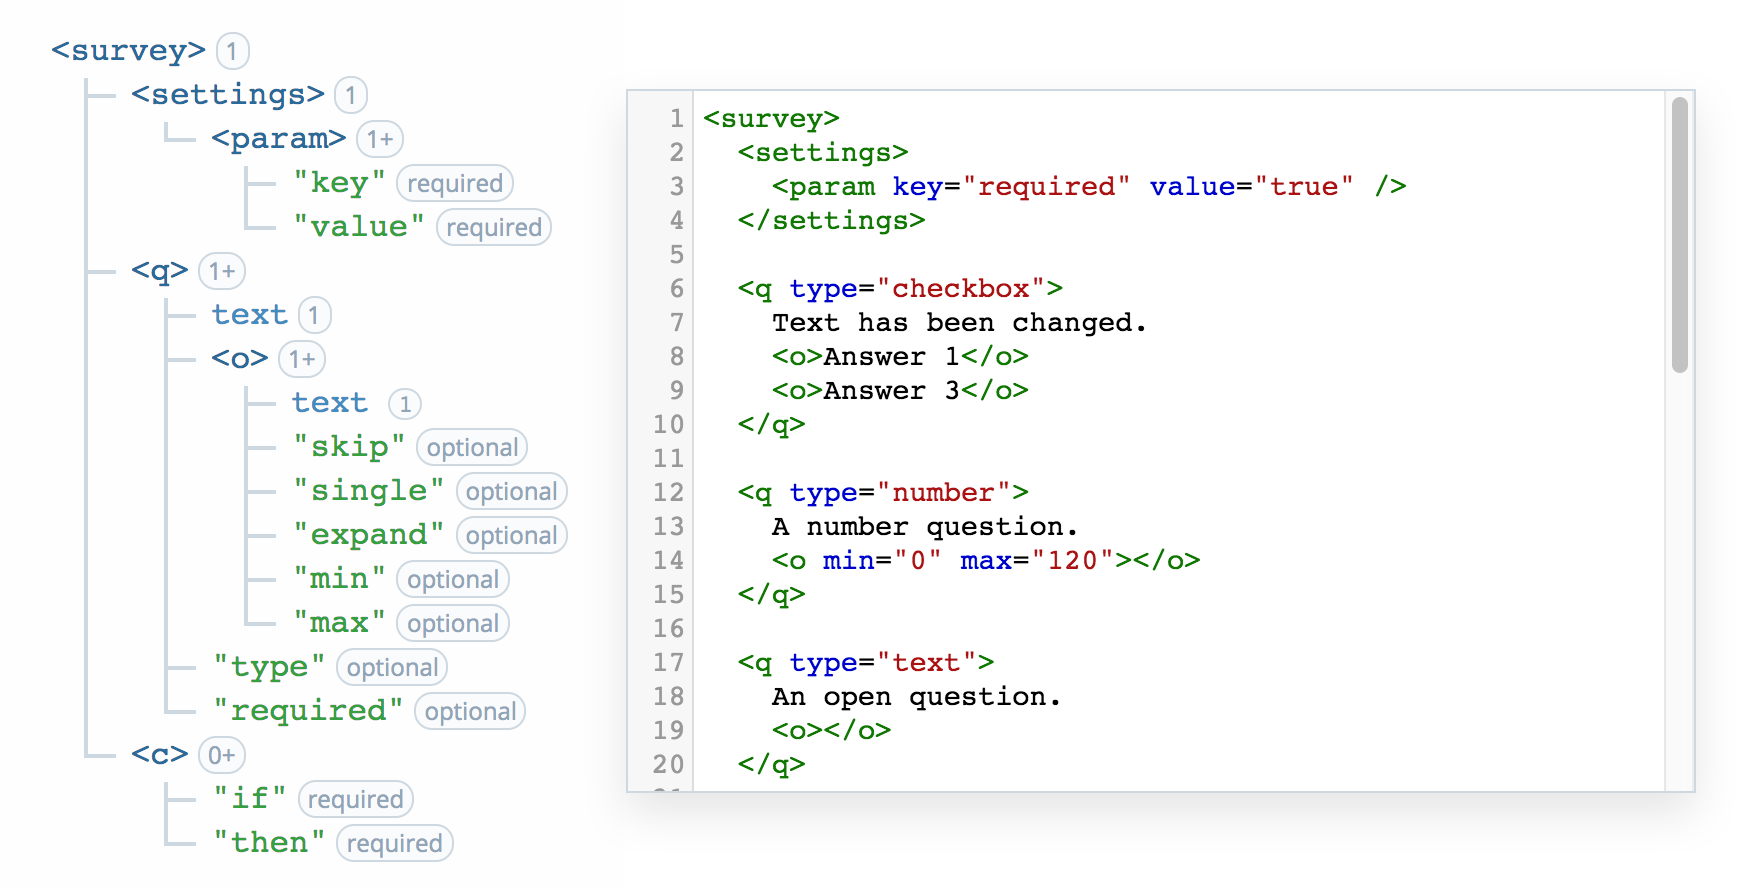 <survey> 1
<settings> 1
<param> 1+
"key" required
"value" required
<q> 1+
text 1
<o> 1+
text 1
"skip" optional
"single" optional
"expand" optional
"min" optional
"max" optional
"type" optional
"required" optional
<c> 0+
"if" required
"then" required
1 <survey>
2   <settings>
3     <param key="required" value="true" />
4   </settings>
5
6   <q type="checkbox">
7     Text has been changed.
8     <o>Answer 1</o>
9     <o>Answer 3</o>
10   </q>
11
12   <q type="number">
13     A number question.
14     <o min="0" max="120"></o>
15   </q>
16
17   <q type="text">
18     An open question.
19     <o></o>
20   </q>